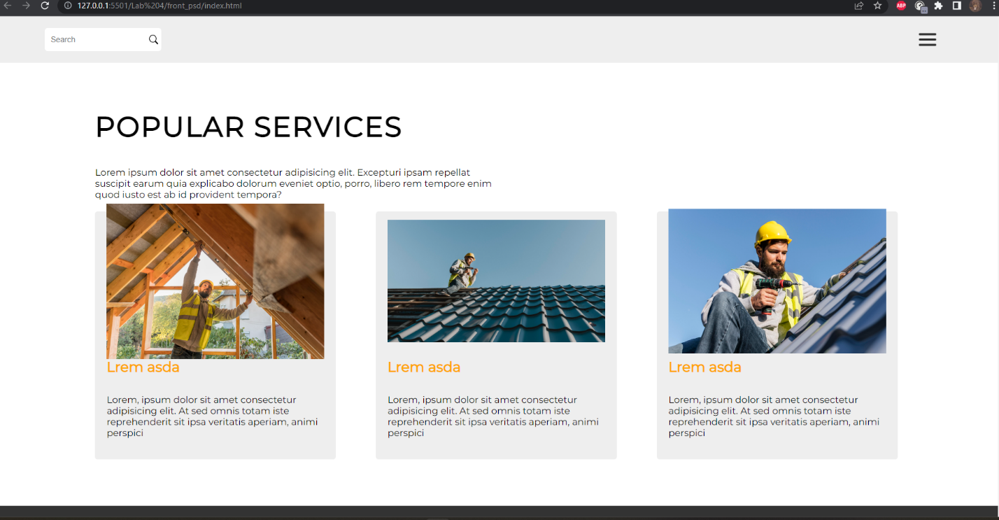 127.0.0.1:5501/Lab%204/front_psd/index.html
ABP
Search
POPULAR SERVICES
Lorem ipsum dolor sit amet consectetur adipisicing elit. Excepturi ipsam repellat
suscipit earum quia explicabo dolorum eveniet optio, porro, libero rem tempore enim
quod iusto est ab id provident tempora?
Lrem asda
Lorem, ipsum dolor sit amet consectetur
adipisicing elit. At sed omnis totam iste
reprehenderit sit ipsa veritatis aperiam, animi
perspici
Lrem asda
Lorem, ipsum dolor sit amet consectetur
adipisicing elit. At sed omnis totam iste
reprehenderit sit ipsa veritatis aperiam, animi
perspici
Lrem asda
Lorem, ipsum dolor sit amet consectetur
adipisicing elit. At sed omnis totam iste
reprehenderit sit ipsa veritatis aperiam, animi
perspici